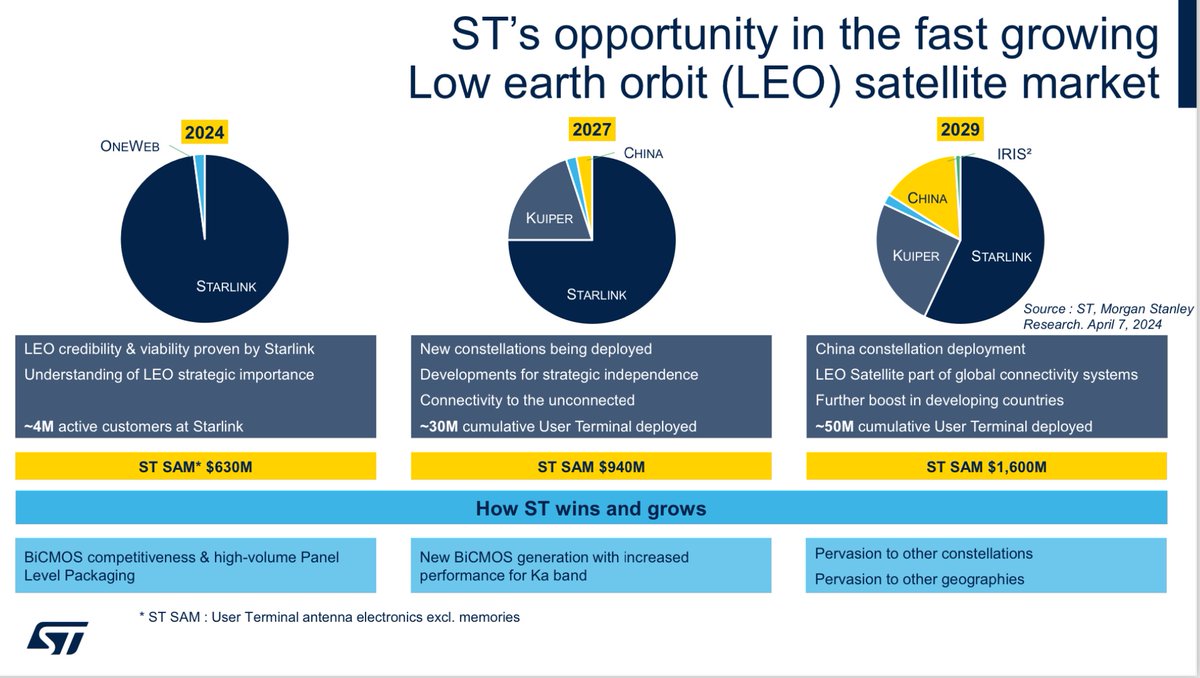 ST’s opportunity in the fast growing
Low earth orbit (LEO) satellite market
2024
ONEWEB
STARLINK
2027
CHINA
KUIPER
STARLINK
2029
IRIS²
CHINA
KUIPER
STARLINK
Source : ST, Morgan Stanley
Research. April 7, 2024
LEO credibility & viability proven by Starlink
Understanding of LEO strategic importance
~4M active customers at Starlink
New constellations being deployed
Developments for strategic independence
Connectivity to the unconnected
~30M cumulative User Terminal deployed
China constellation deployment
LEO Satellite part of global connectivity systems
Further boost in developing countries
~50M cumulative User Terminal deployed
ST SAM* $630M
ST SAM $940M
ST SAM $1,600M
How ST wins and grows
BiCMOS competitiveness & high-volume Panel
Level Packaging
New BiCMOS generation with increased
performance for Ka band
Pervasion to other constellations
Pervasion to other geographies
* ST SAM : User Terminal antenna electronics excl. memories
ST